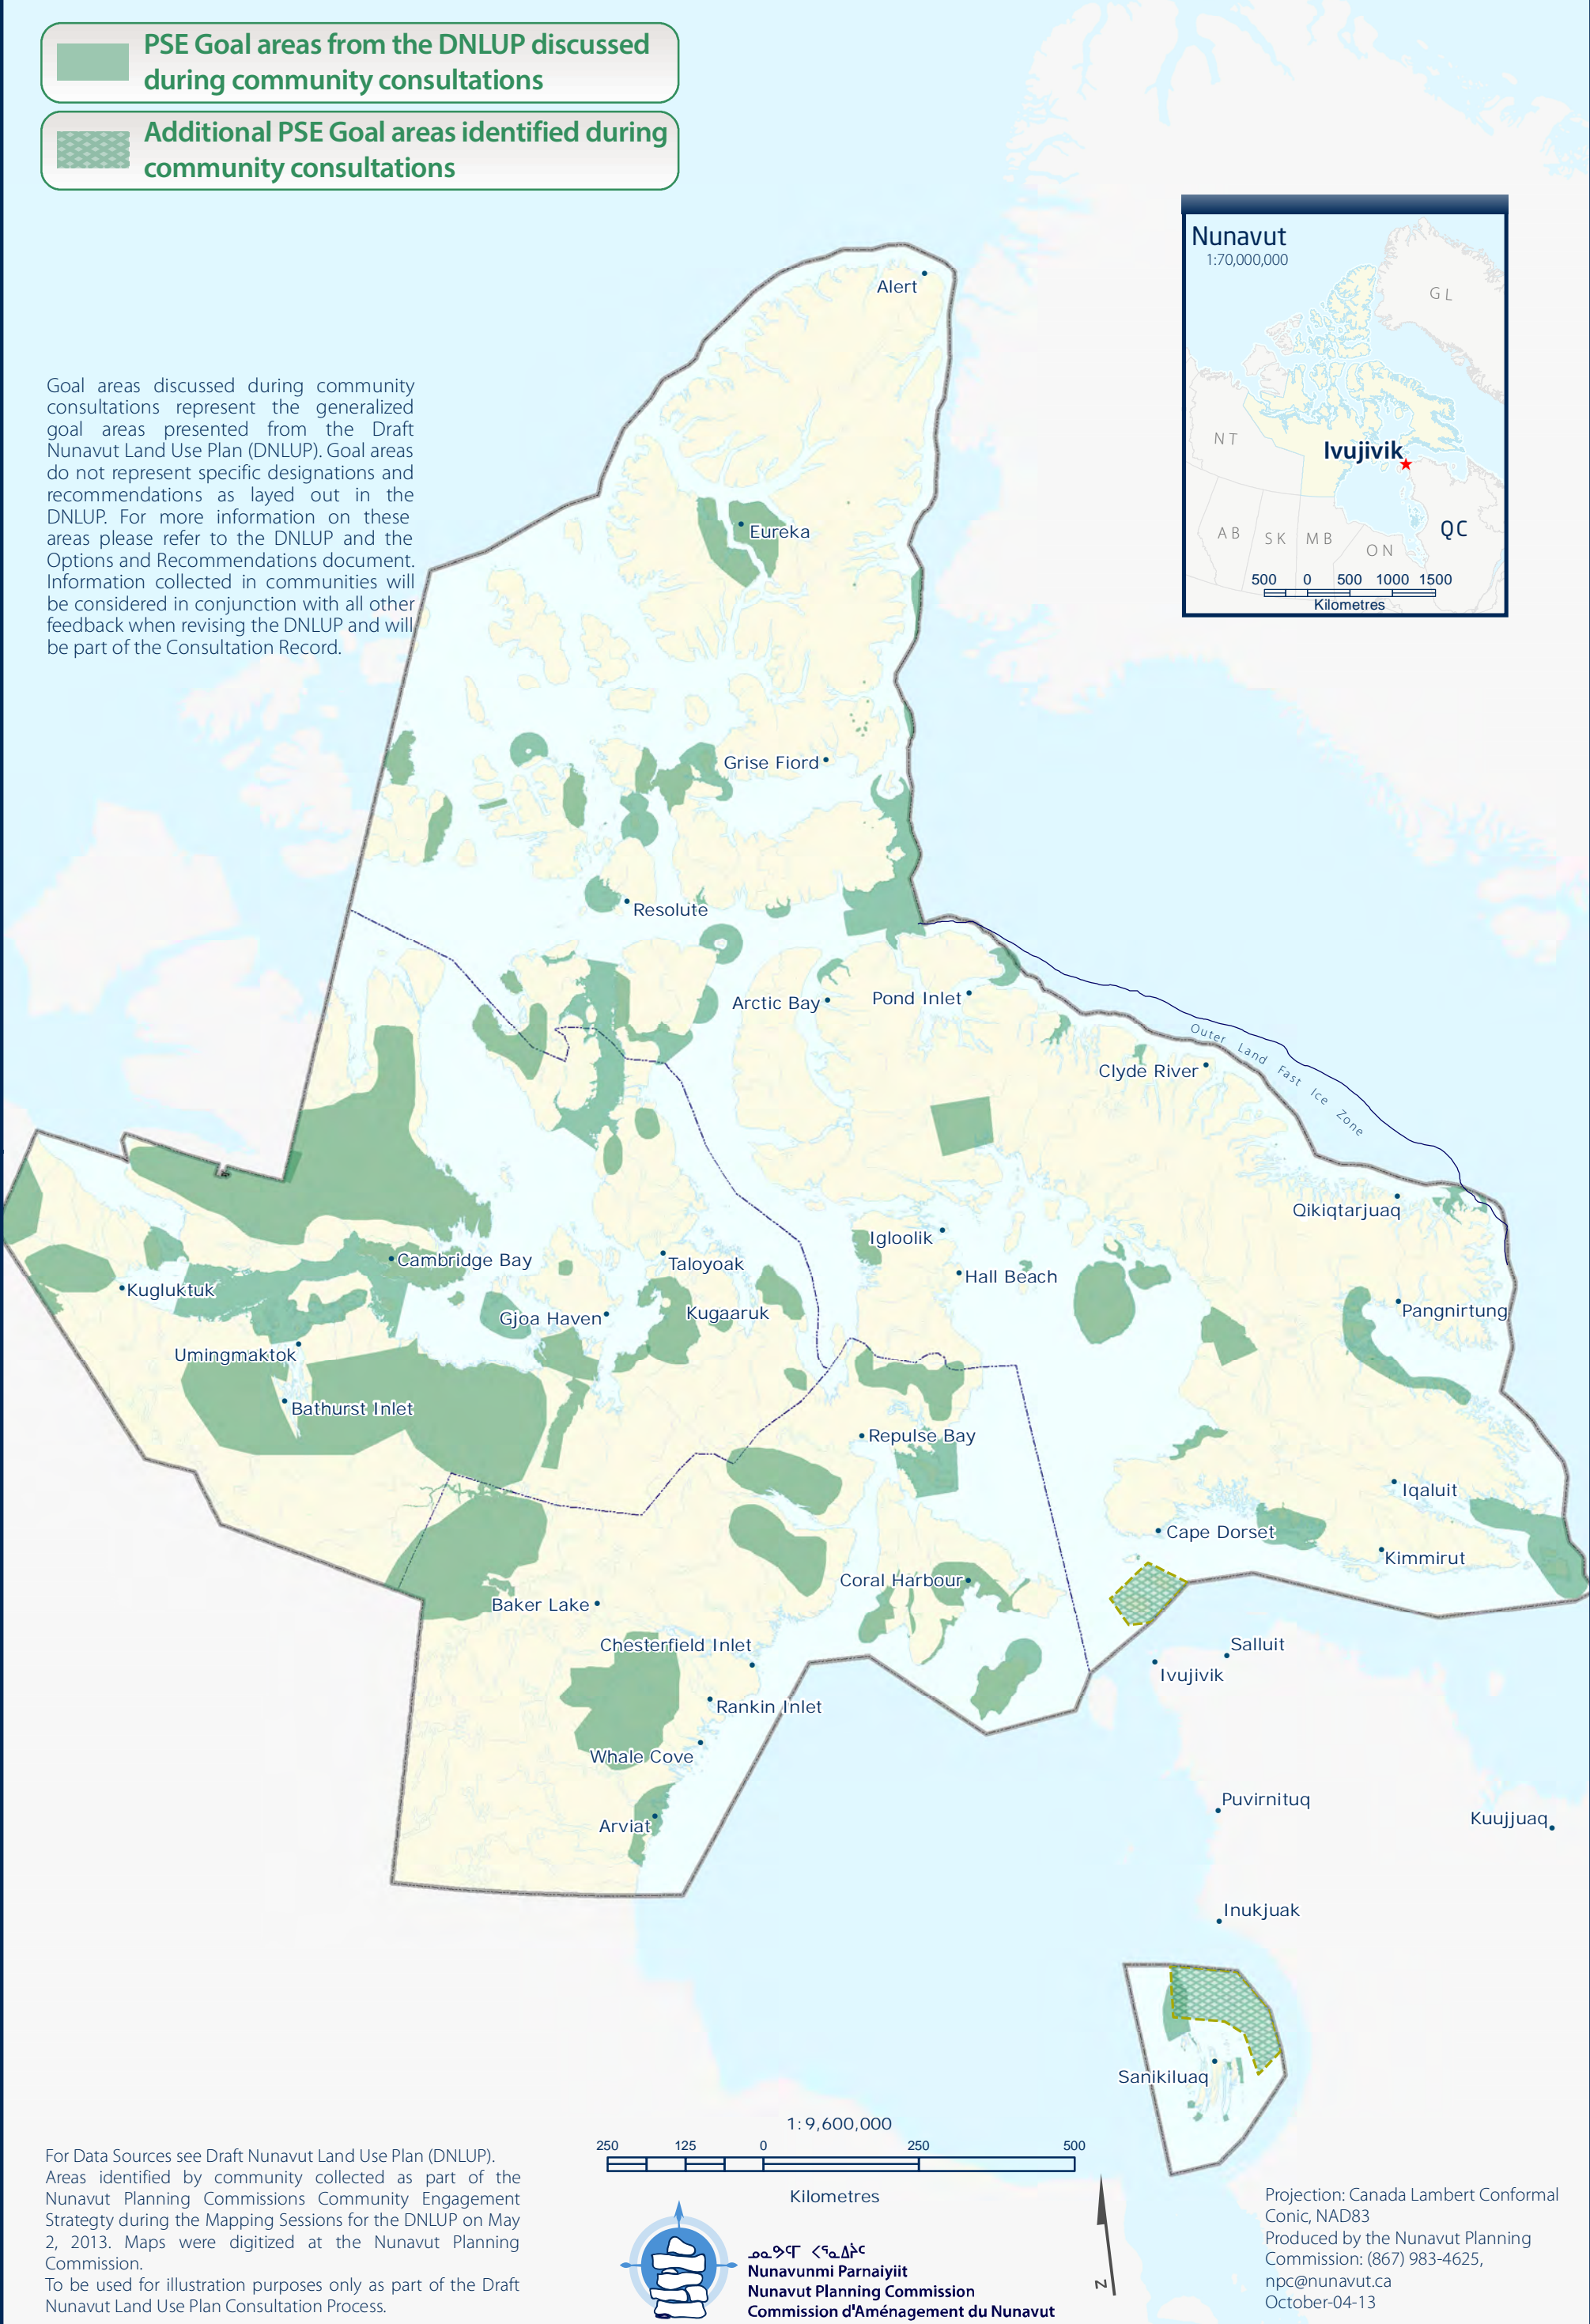 PSE Goal areas from the DNLUP discussed
during community consultations
Additional PSE Goal areas identified during
community consultations
Nunavut
1:70,000,000
GL
NT
Ivujivik
QC
AB
SK
MB
ON
500 0 500 1000 1500
Kilometres
Goal areas discussed during community
consultations represent the generalized
goal areas presented from the Draft
Nunavut Land Use Plan (DNLUP). Goal areas
do not represent specific designations and
recommendations as layed out in the
DNLUP. For more information on these
areas please refer to the DNLUP and the
Options and Recommendations document.
Information collected in communities will
be considered in conjunction with all other
feedback when revising the DNLUP and will
be part of the Consultation Record.
Alert
Eureka
Grise Fiord
Resolute
Arctic Bay
Pond Inlet
Outer Land Fast Ice Zone
Clyde River
Qikiqtarjuaq
Igloolik
Cambridge Bay
Taloyoak
Hall Beach
Kugluktuk
Gjoa Haven
Kugaaruk
Pangnirtung
Umingmaktok
Bathurst Inlet
Repulse Bay
Iqaluit
Cape Dorset
Kimmirut
Coral Harbour
Baker Lake
Chesterfield Inlet
Salluit
Ivujivik
Rankin Inlet
Whale Cove
Puvirnituq
Kuujjuaq
Arviat
Inukjuak
Sanikiluaq
1:9,600,000
250 125 0 250 500
Kilometres
For Data Sources see Draft Nunavut Land Use Plan (DNLUP).
Areas identified by community collected as part of the
Nunavut Planning Commissions Community Engagement
Strategty during the Mapping Sessions for the DNLUP on May
2, 2013. Maps were digitized at the Nunavut Planning
Commission.
To be used for illustration purposes only as part of the Draft
Nunavut Land Use Plan Consultation Process.
ᓄᓇᕗᒻᒥ ᐸᕐᓇᐃᔨᑦ
Nunavunmi Parnaiyiit
Nunavut Planning Commission
Commission d'Aménagement du Nunavut
N
Projection: Canada Lambert Conformal
Conic, NAD83
Produced by the Nunavut Planning
Commission: (867) 983-4625,
npc@nunavut.ca
October-04-13